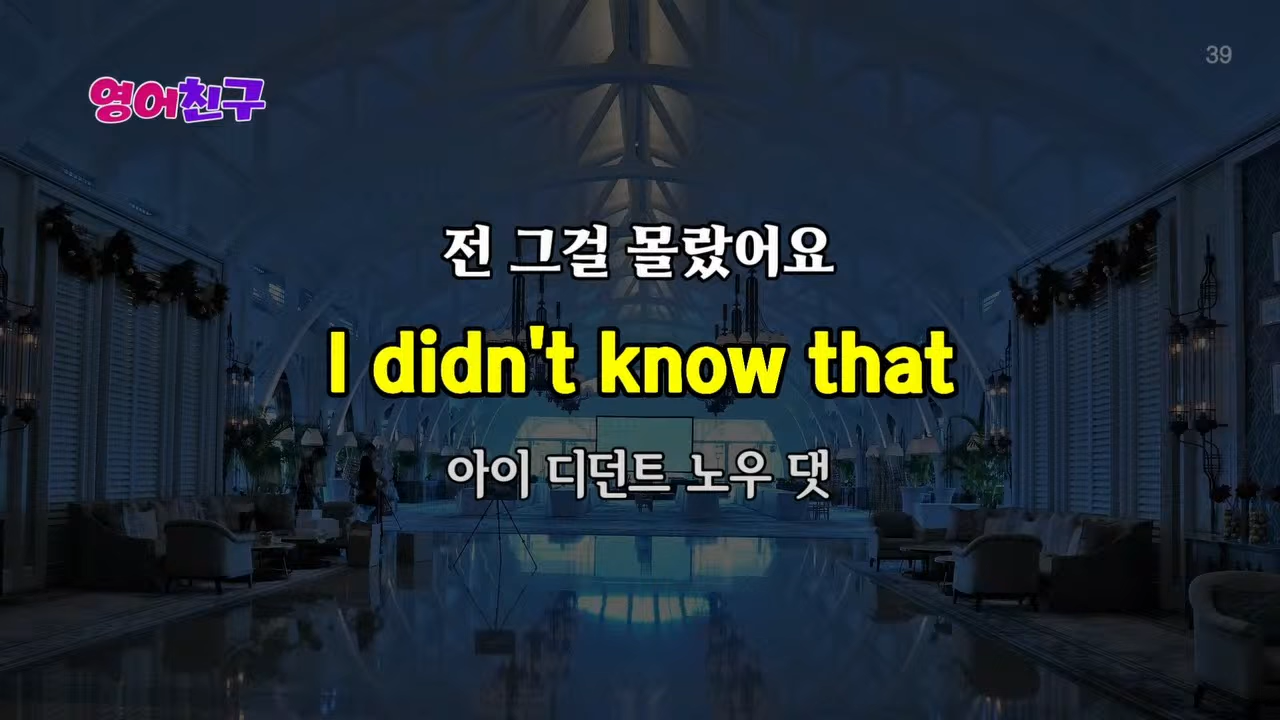 39
영어친구
전 그걸 몰랐어요
I didn't know that
아이 디던트 노우 댓